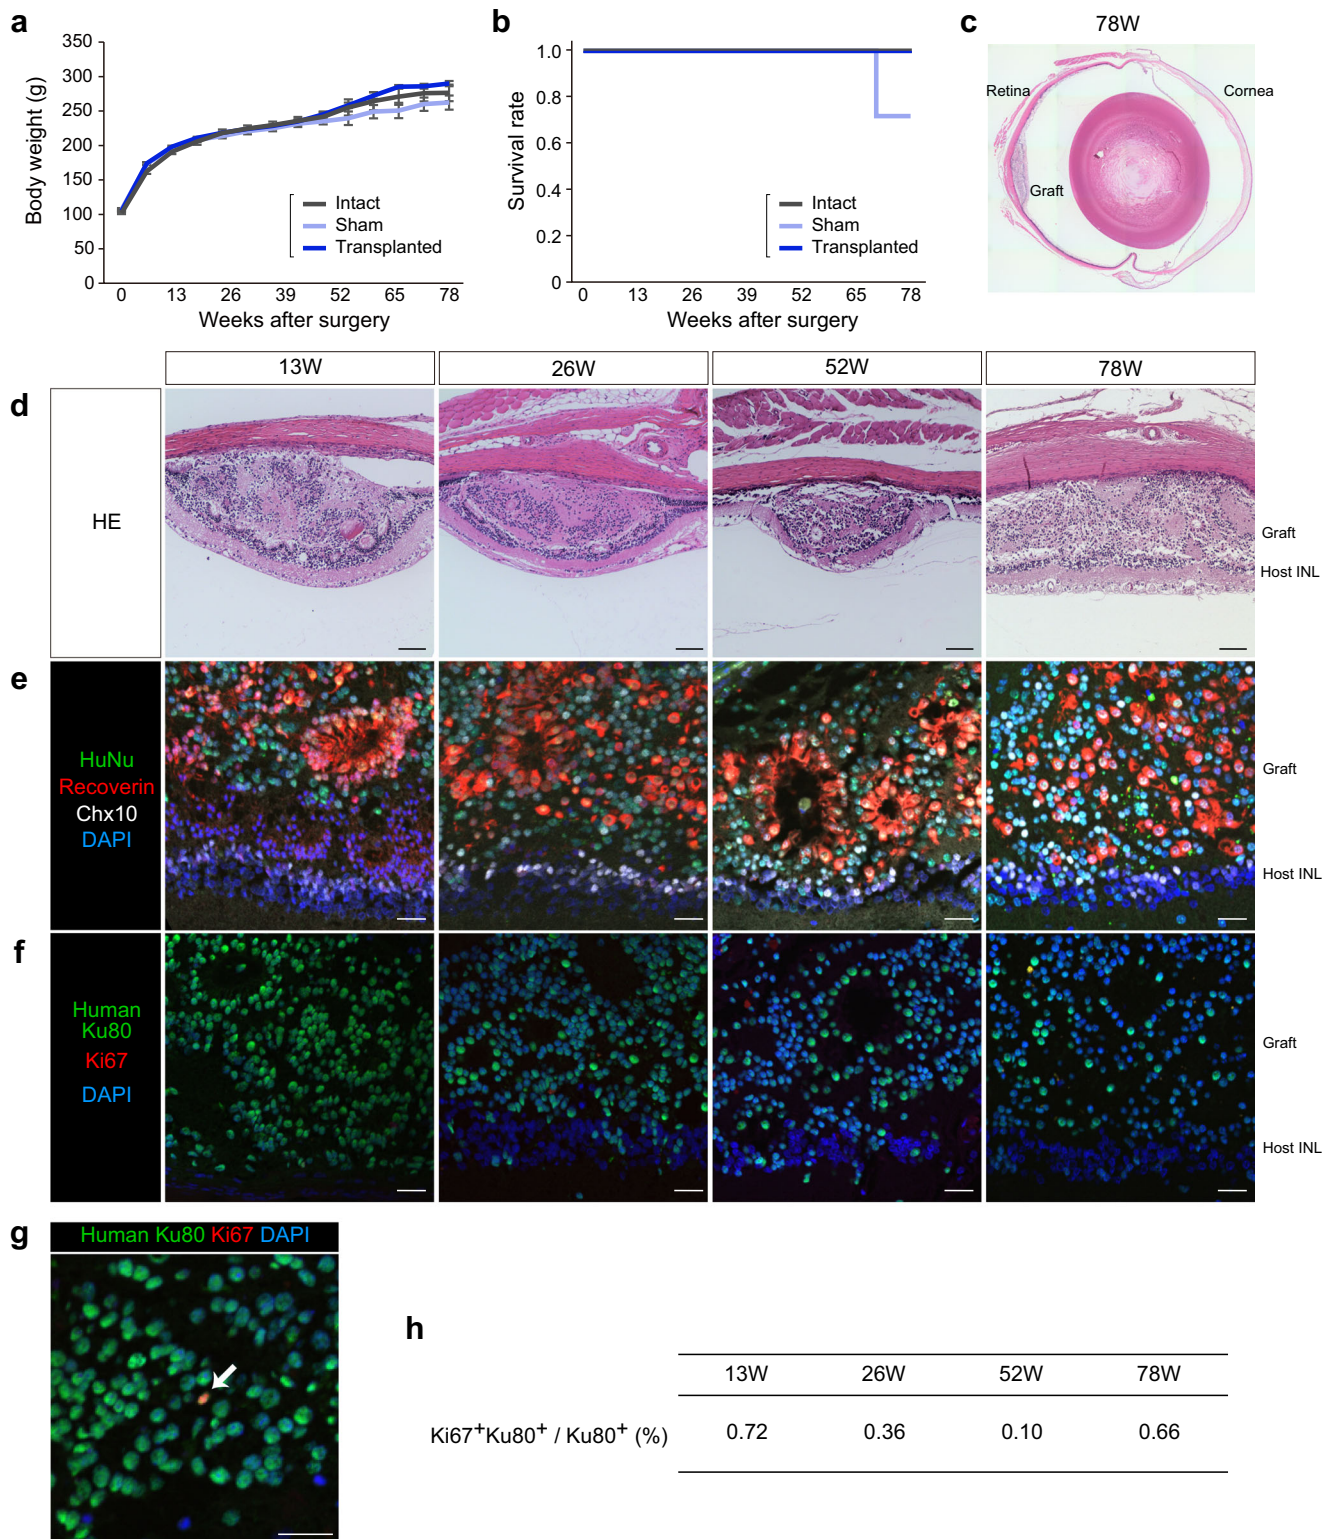 a
350
300
250
200
150
100
50
0
Body weight (g)
0 13 26 39 52 65 78
Weeks after surgery
Intact
Sham
Transplanted
b
1.0
0.8
0.6
0.4
0.2
0
Survival rate
0 13 26 39 52 65 78
Weeks after surgery
Intact
Sham
Transplanted
c
78W
Retina
Cornea
Graft
13W 26W 52W 78W
d
HE
Graft
Host INL
e
HuNu
Recoverin
Chx10
DAPI
Graft
Host INL
f
Human
Ku80
Ki67
DAPI
Graft
Host INL
g
Human Ku80 Ki67 DAPI
h
13W 26W 52W 78W
Ki67⁺Ku80⁺ / Ku80⁺ (%) 0.72 0.36 0.10 0.66